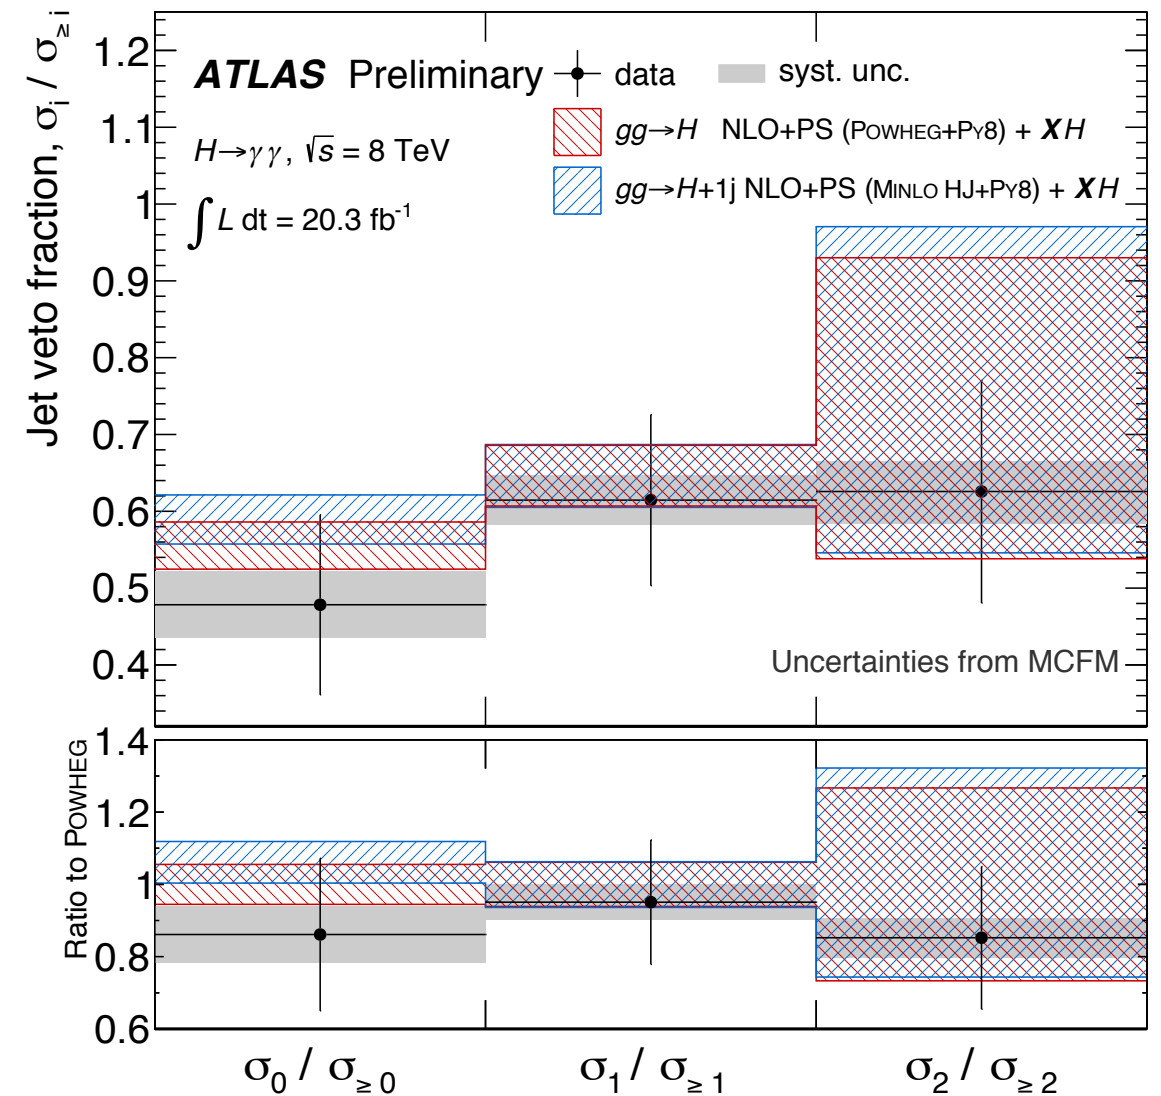 Jet veto fraction, σi / σ≥ i
ATLAS Preliminary
data
syst. unc.
gg→H NLO+PS (POWHEG+PY8) + XH
gg→H+1j NLO+PS (MINLO HJ+PY8) + XH
H→γγ, √s = 8 TeV
∫ L dt = 20.3 fb-1
1.2
1.1
1
0.9
0.8
0.7
0.6
0.5
0.4
Uncertainties from MCFM
Ratio to POWHEG
1.4
1.2
1
0.8
0.6
σ0 / σ≥ 0
σ1 / σ≥ 1
σ2 / σ≥ 2